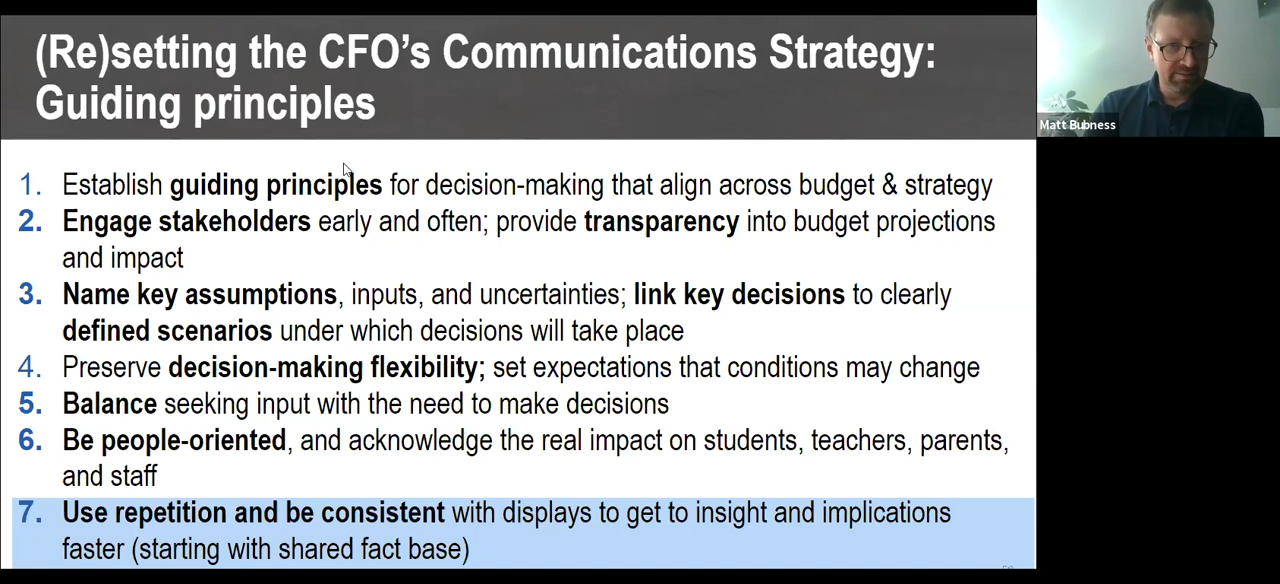 (Re)setting the CFO's Communications Strategy:
Guiding principles
Matt Bubness
1. Establish guiding principles for decision-making that align across budget & strategy
2. Engage stakeholders early and often; provide transparency into budget projections
and impact
3. Name key assumptions, inputs, and uncertainties; link key decisions to clearly
defined scenarios under which decisions will take place
4. Preserve decision-making flexibility; set expectations that conditions may change
5. Balance seeking input with the need to make decisions
6. Be people-oriented, and acknowledge the real impact on students, teachers, parents,
and staff
7. Use repetition and be consistent with displays to get to insight and implications
faster (starting with shared fact base)